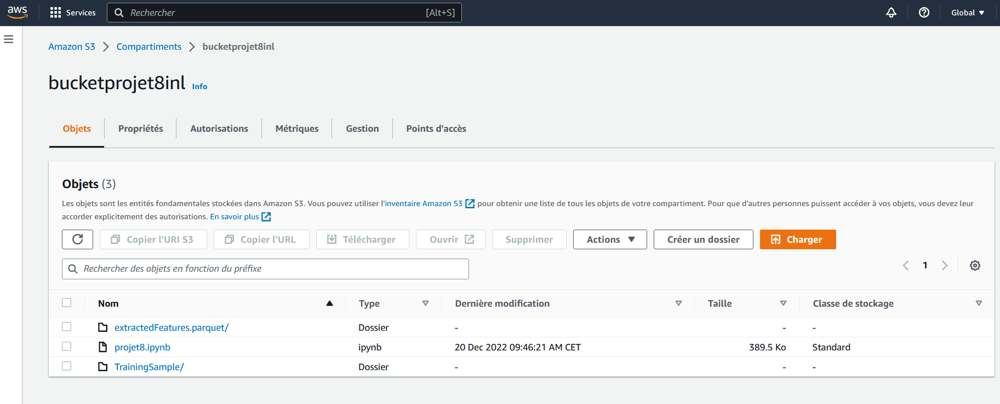 aws Services Rechercher [Alt+S] Global
Amazon S3 Compartiments bucketprojet8inl
bucketprojet8inl Info
Objets Propriétés Autorisations Métriques Gestion Points d'accès
Objets (3)
Les objets sont les entités fondamentales stockées dans Amazon S3. Vous pouvez utiliser l'inventaire Amazon S3 pour obtenir une liste de tous les objets de votre compartiment. Pour que d'autres personnes puissent accéder à vos objets, vous devez leur
accorder explicitement des autorisations. En savoir plus
Copier l'URI S3 Copier l'URL Télécharger Ouvrir Supprimer Actions Créer un dossier Charger
Rechercher des objets en fonction du préfixe 1
Nom Type Dernière modification Taille Classe de stockage
extractedFeatures.parquet/ Dossier - - -
projet8.ipynb ipynb 20 Dec 2022 09:46:21 AM CET 389.5 Ko Standard
TrainingSample/ Dossier - - -